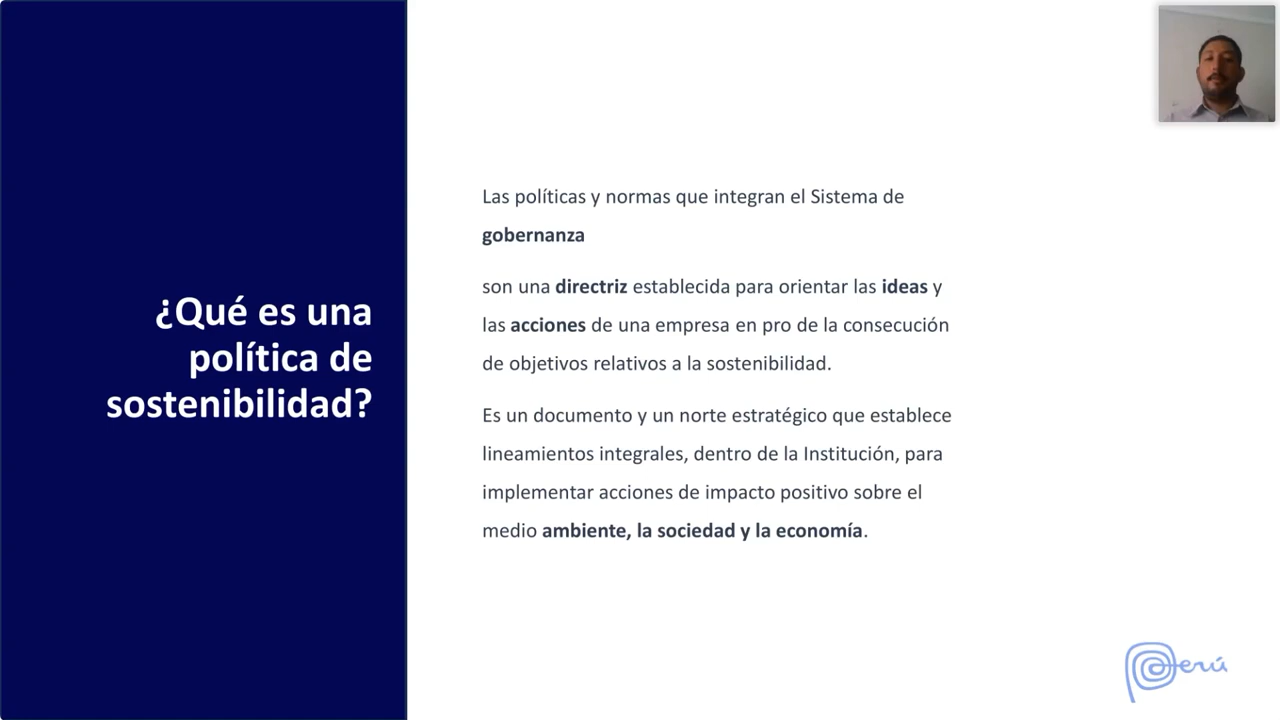 ¿Qué es una
política de
sostenibilidad?
Las políticas y normas que integran el Sistema de
gobernanza
son una directriz establecida para orientar las ideas y
las acciones de una empresa en pro de la consecución
de objetivos relativos a la sostenibilidad.
Es un documento y un norte estratégico que establece
lineamientos integrales, dentro de la Institución, para
implementar acciones de impacto positivo sobre el
medio ambiente, la sociedad y la economía.
Perú